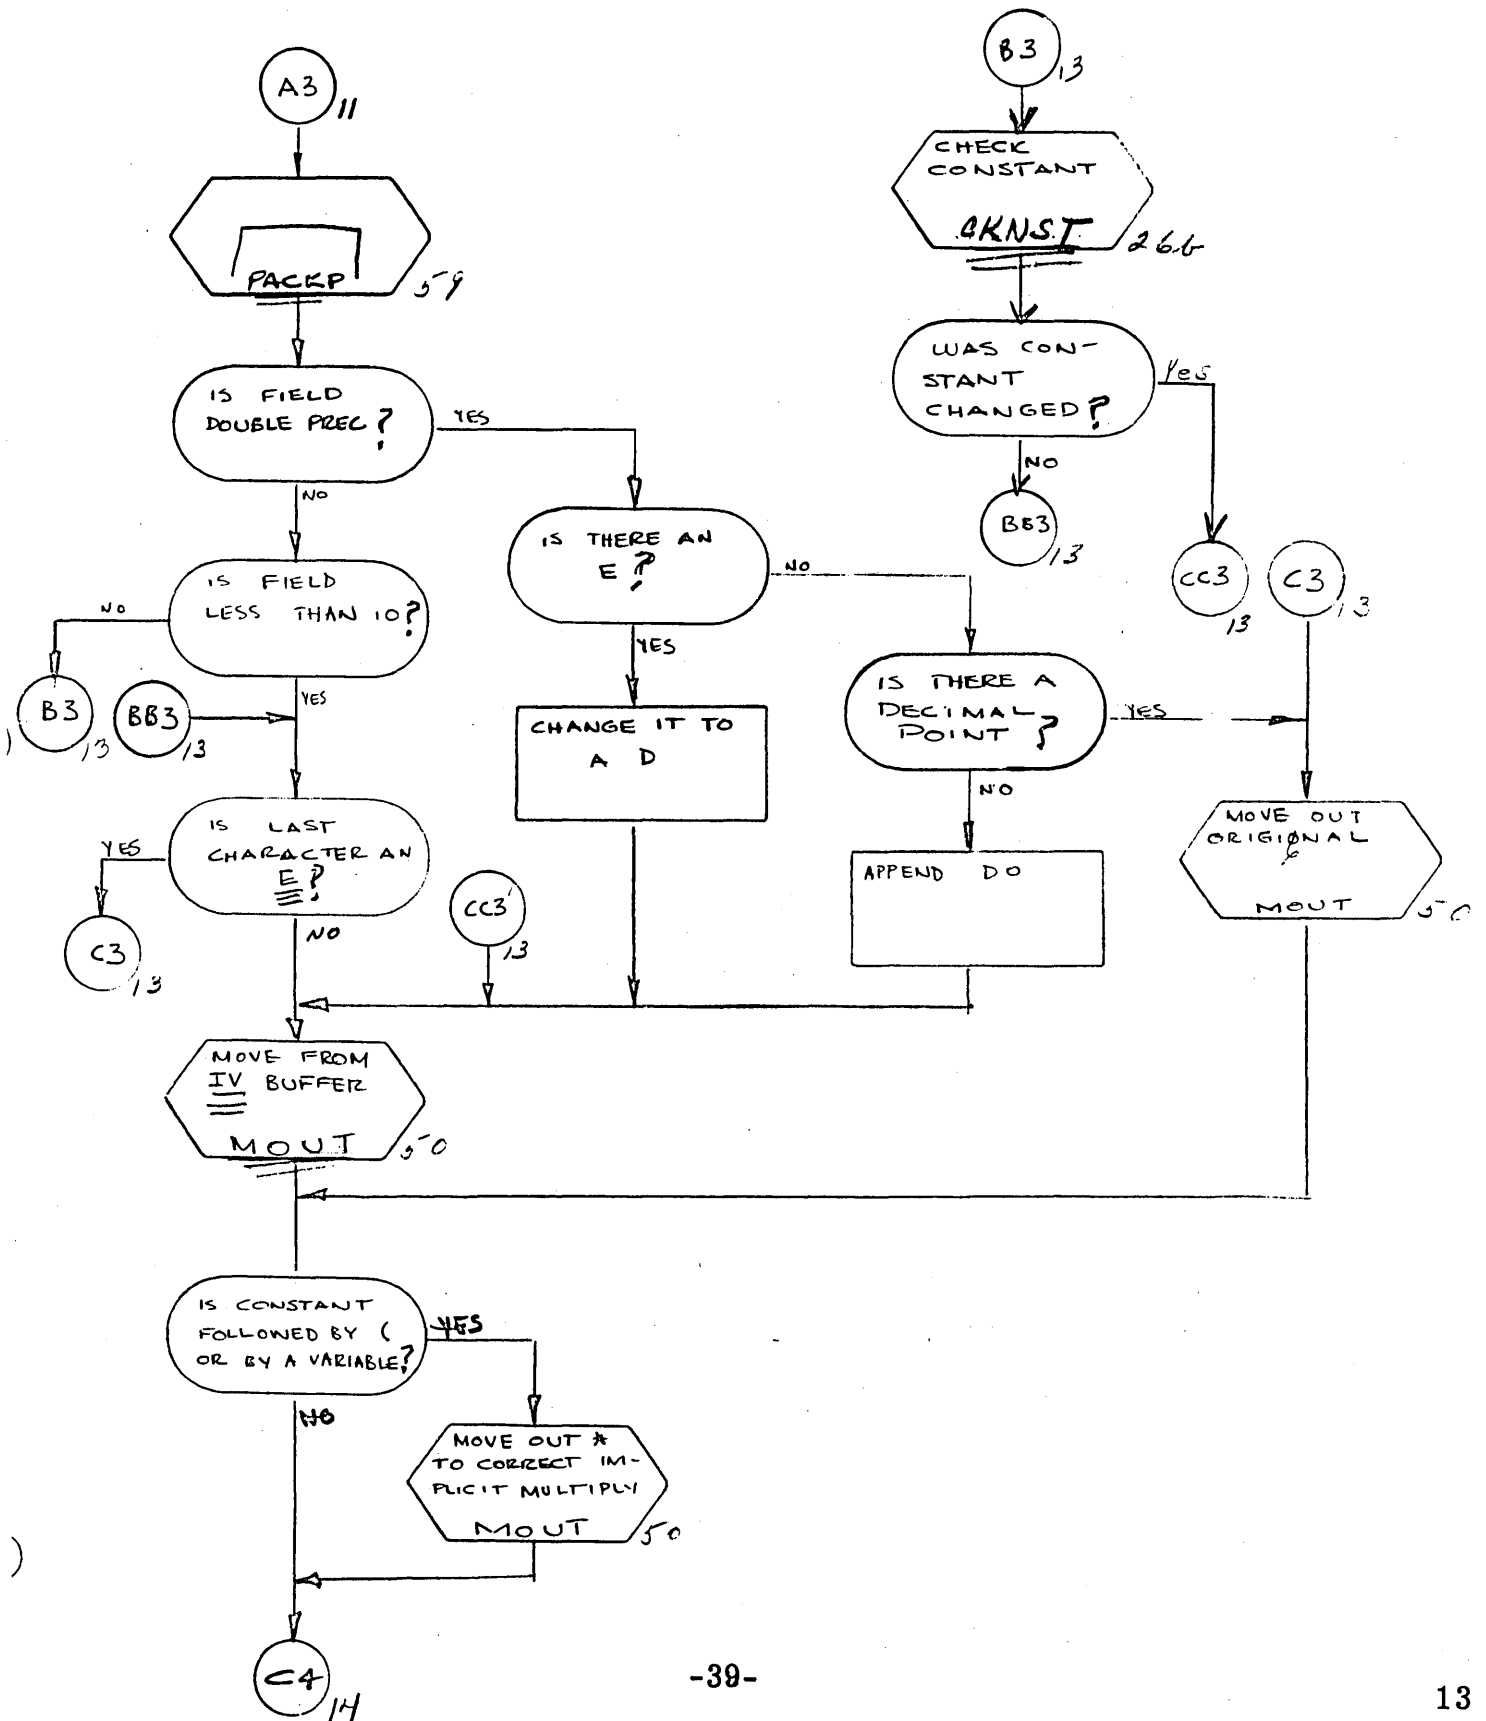 A3
11
PACKP
59
IS FIELD
DOUBLE PREC?
YES
NO
IS FIELD
LESS THAN 10?
NO
YES
B3
13
BB3
13
IS LAST
CHARACTER AN
E?
YES
NO
C3
13
IS THERE AN
E?
NO
YES
CHANGE IT TO
A D
CC3
13
B3
13
CHECK
CONSTANT
CKNST
26b
WAS CON-
STANT
CHANGED?
Yes
NO
BB3
13
CC3
13
C3
13
IS THERE A
DECIMAL
POINT?
YES
NO
APPEND D0
MOVE OUT
MOUT
50
MOVE FROM
IV BUFFER
MOUT
50
IS CONSTANT
FOLLOWED BY (
OR BY A VARIABLE?
YES
NO
MOVE OUT *
TO CORRECT IM-
PLICIT MULTIPLY
MOUT
50
C4
14
-39-
13